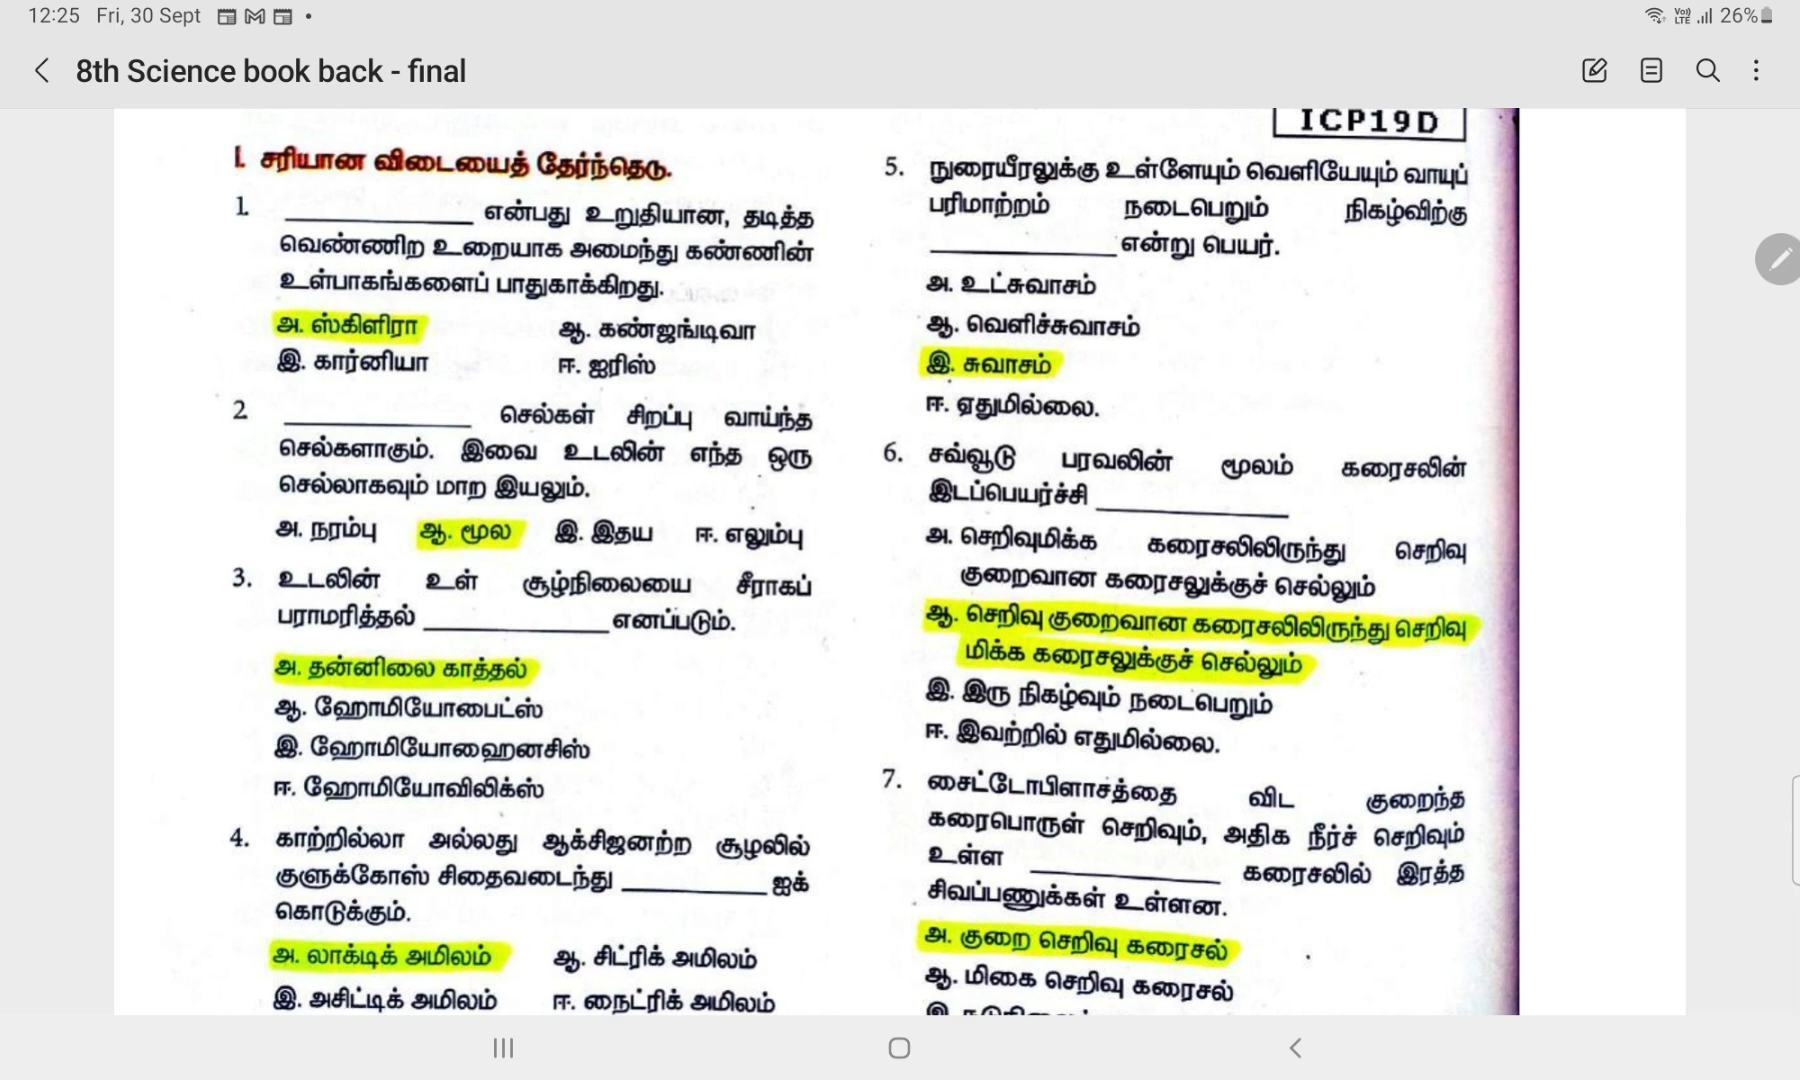 12:25 Fri, 30 Sept
26%
8th Science book back - final
ICP19D
I. சரியான விடையைத் தேர்ந்தெடு.
1. ____________ என்பது உறுதியான, தடித்த
வெண்ணிற உறையாக அமைந்து கண்ணின்
உள்பாகங்களைப் பாதுகாக்கிறது.
அ. ஸ்கிளிரா ஆ. கண்ஜங்டிவா
இ. கார்னியா ஈ. ஐரிஸ்
2 ____________ செல்கள் சிறப்பு வாய்ந்த
செல்களாகும். இவை உடலின் எந்த ஒரு
செல்லாகவும் மாற இயலும்.
அ. நரம்பு ஆ. மூல இ. இதய ஈ. எலும்பு
3. உடலின் உள் சூழ்நிலையை சீராகப்
பராமரித்தல் ____________ எனப்படும்.
அ. தன்னிலை காத்தல்
ஆ. ஹோமியோபைட்ஸ்
இ. ஹோமியோஹைனசிஸ்
ஈ. ஹோமியோவிலிக்ஸ்
4. காற்றில்லா அல்லது ஆக்சிஜனற்ற சூழலில்
குளுக்கோஸ் சிதைவடைந்து __________ ஐக்
கொடுக்கும்.
அ. லாக்டிக் அமிலம் ஆ. சிட்ரிக் அமிலம்
இ. அசிட்டிக் அமிலம் ஈ. நைட்ரிக் அமிலம்
5. நுரையீரலுக்கு உள்ளேயும் வெளியேயும் வாயுப்
பரிமாற்றம் நடைபெறும் நிகழ்விற்கு
____________ என்று பெயர்.
அ. உட்சுவாசம்
ஆ. வெளிச்சுவாசம்
இ. சுவாசம்
ஈ. ஏதுமில்லை.
6. சவ்வூடு பரவலின் மூலம் கரைசலின்
இடப்பெயர்ச்சி ____________
அ. செறிவுமிக்க கரைசலிலிருந்து செறிவு
குறைவான கரைசலுக்குச் செல்லும்
ஆ. செறிவு குறைவான கரைசலிலிருந்து செறிவு
மிக்க கரைசலுக்குச் செல்லும்
இ. இரு நிகழ்வும் நடைபெறும்
ஈ. இவற்றில் எதுமில்லை.
7. சைட்டோபிளாசத்தை விட குறைந்த
கரைபொருள் செறிவும், அதிக நீர்ச் செறிவும்
உள்ள ____________ கரைசலில் இரத்த
சிவப்பணுக்கள் உள்ளன.
அ. குறை செறிவு கரைசல்
ஆ. மிகை செறிவு கரைசல்